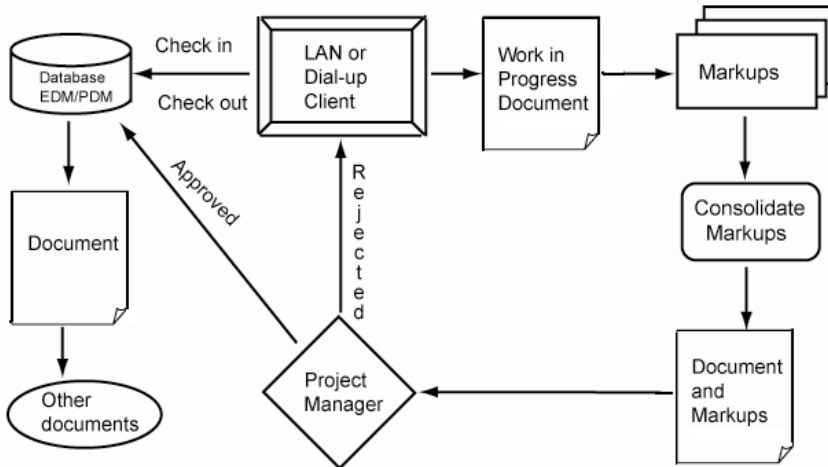 Check in
Check out
Database
EDM/PDM
LAN or
Dial-up
Client
Work in
Progress
Document
Markups
Approved
Rejected
Document
Consolidate
Markups
Other
documents
Project
Manager
Document
and
Markups